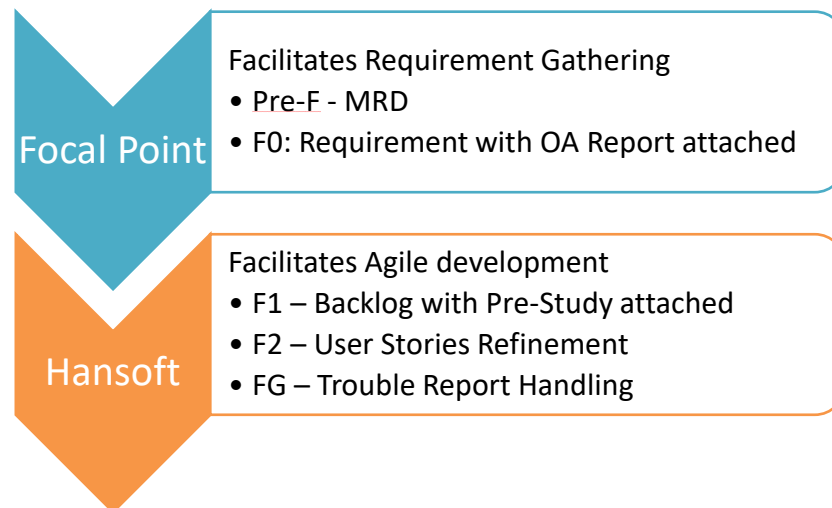 Focal Point
Facilitates Requirement Gathering
• Pre-F - MRD
• F0: Requirement with OA Report attached
Hansoft
Facilitates Agile development
• F1 – Backlog with Pre-Study attached
• F2 – User Stories Refinement
• FG – Trouble Report Handling